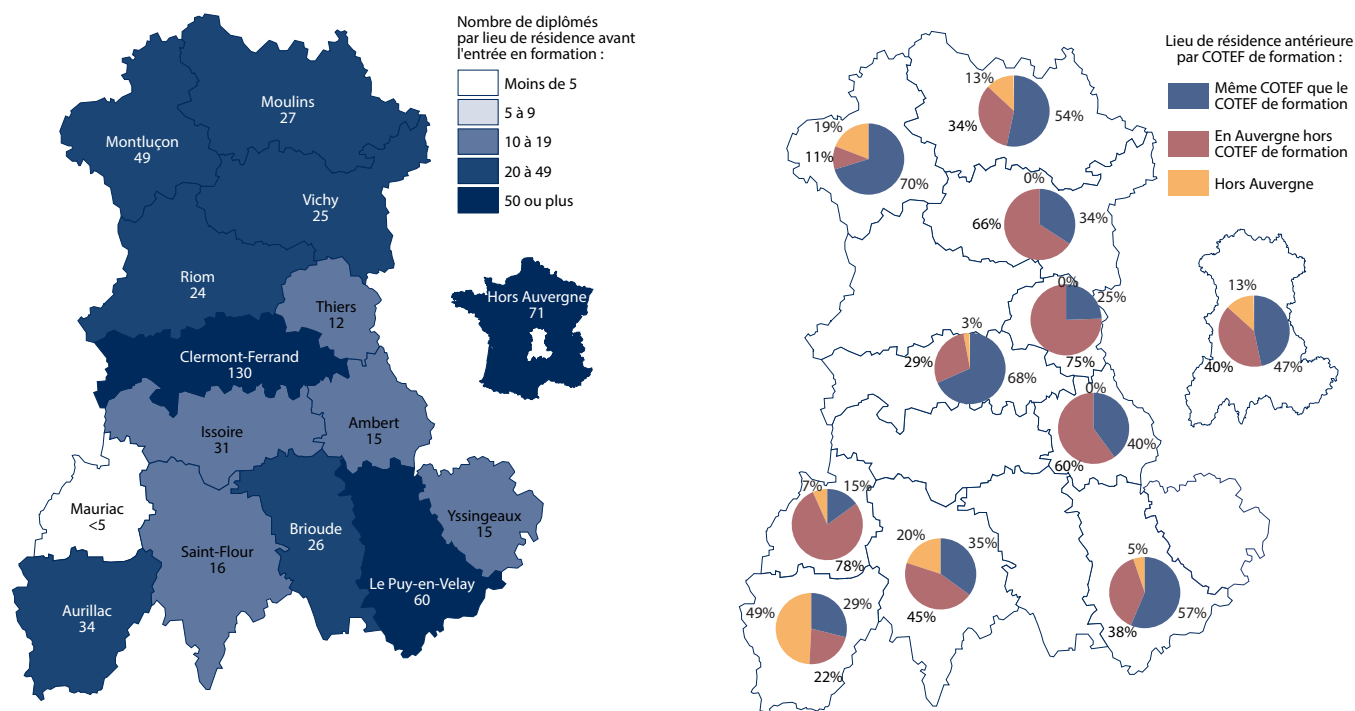 Nombre de diplômés
par lieu de résidence avant
l'entrée en formation :
Moins de 5
5 à 9
10 à 19
20 à 49
50 ou plus
Moulins
27
Montluçon
49
Vichy
25
Riom
24
Thiers
12
Hors Auvergne
71
Clermont-Ferrand
130
Issoire
31
Ambert
15
Mauriac
<5
Saint-Flour
16
Brioude
26
Yssingeaux
15
Le Puy-en-Velay
60
Aurillac
34
Lieu de résidence antérieure
par COTEF de formation :
Même COTEF que le
COTEF de formation
En Auvergne hors
COTEF de formation
Hors Auvergne
13%
34%
54%
19%
11%
70%
0%
66%
34%
0%
25%
75%
13%
40%
47%
3%
29%
68%
0%
40%
60%
7%
15%
78%
20%
35%
45%
5%
57%
38%
49%
29%
22%